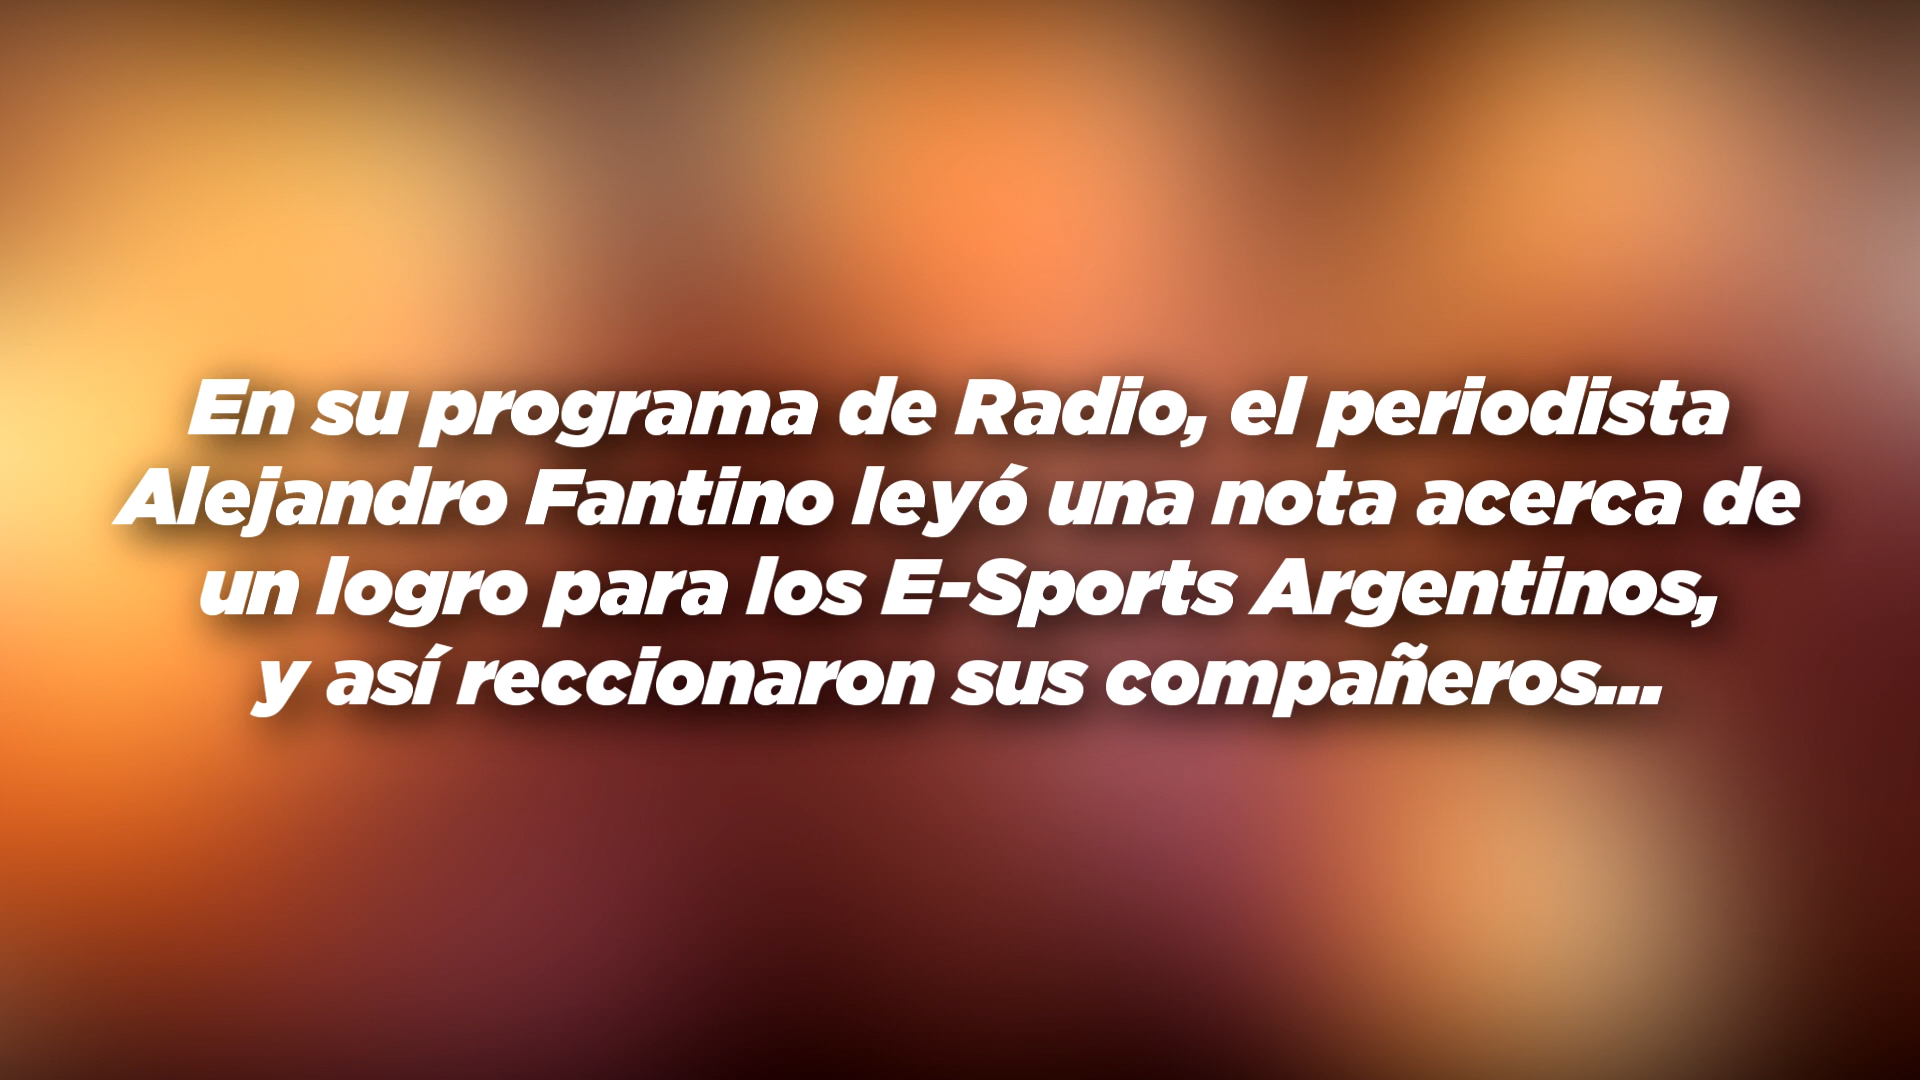 En su programa de Radio, el periodista
Alejandro Fantino leyó una nota acerca de
un logro para los E-Sports Argentinos,
y así reccionaron sus compañeros...